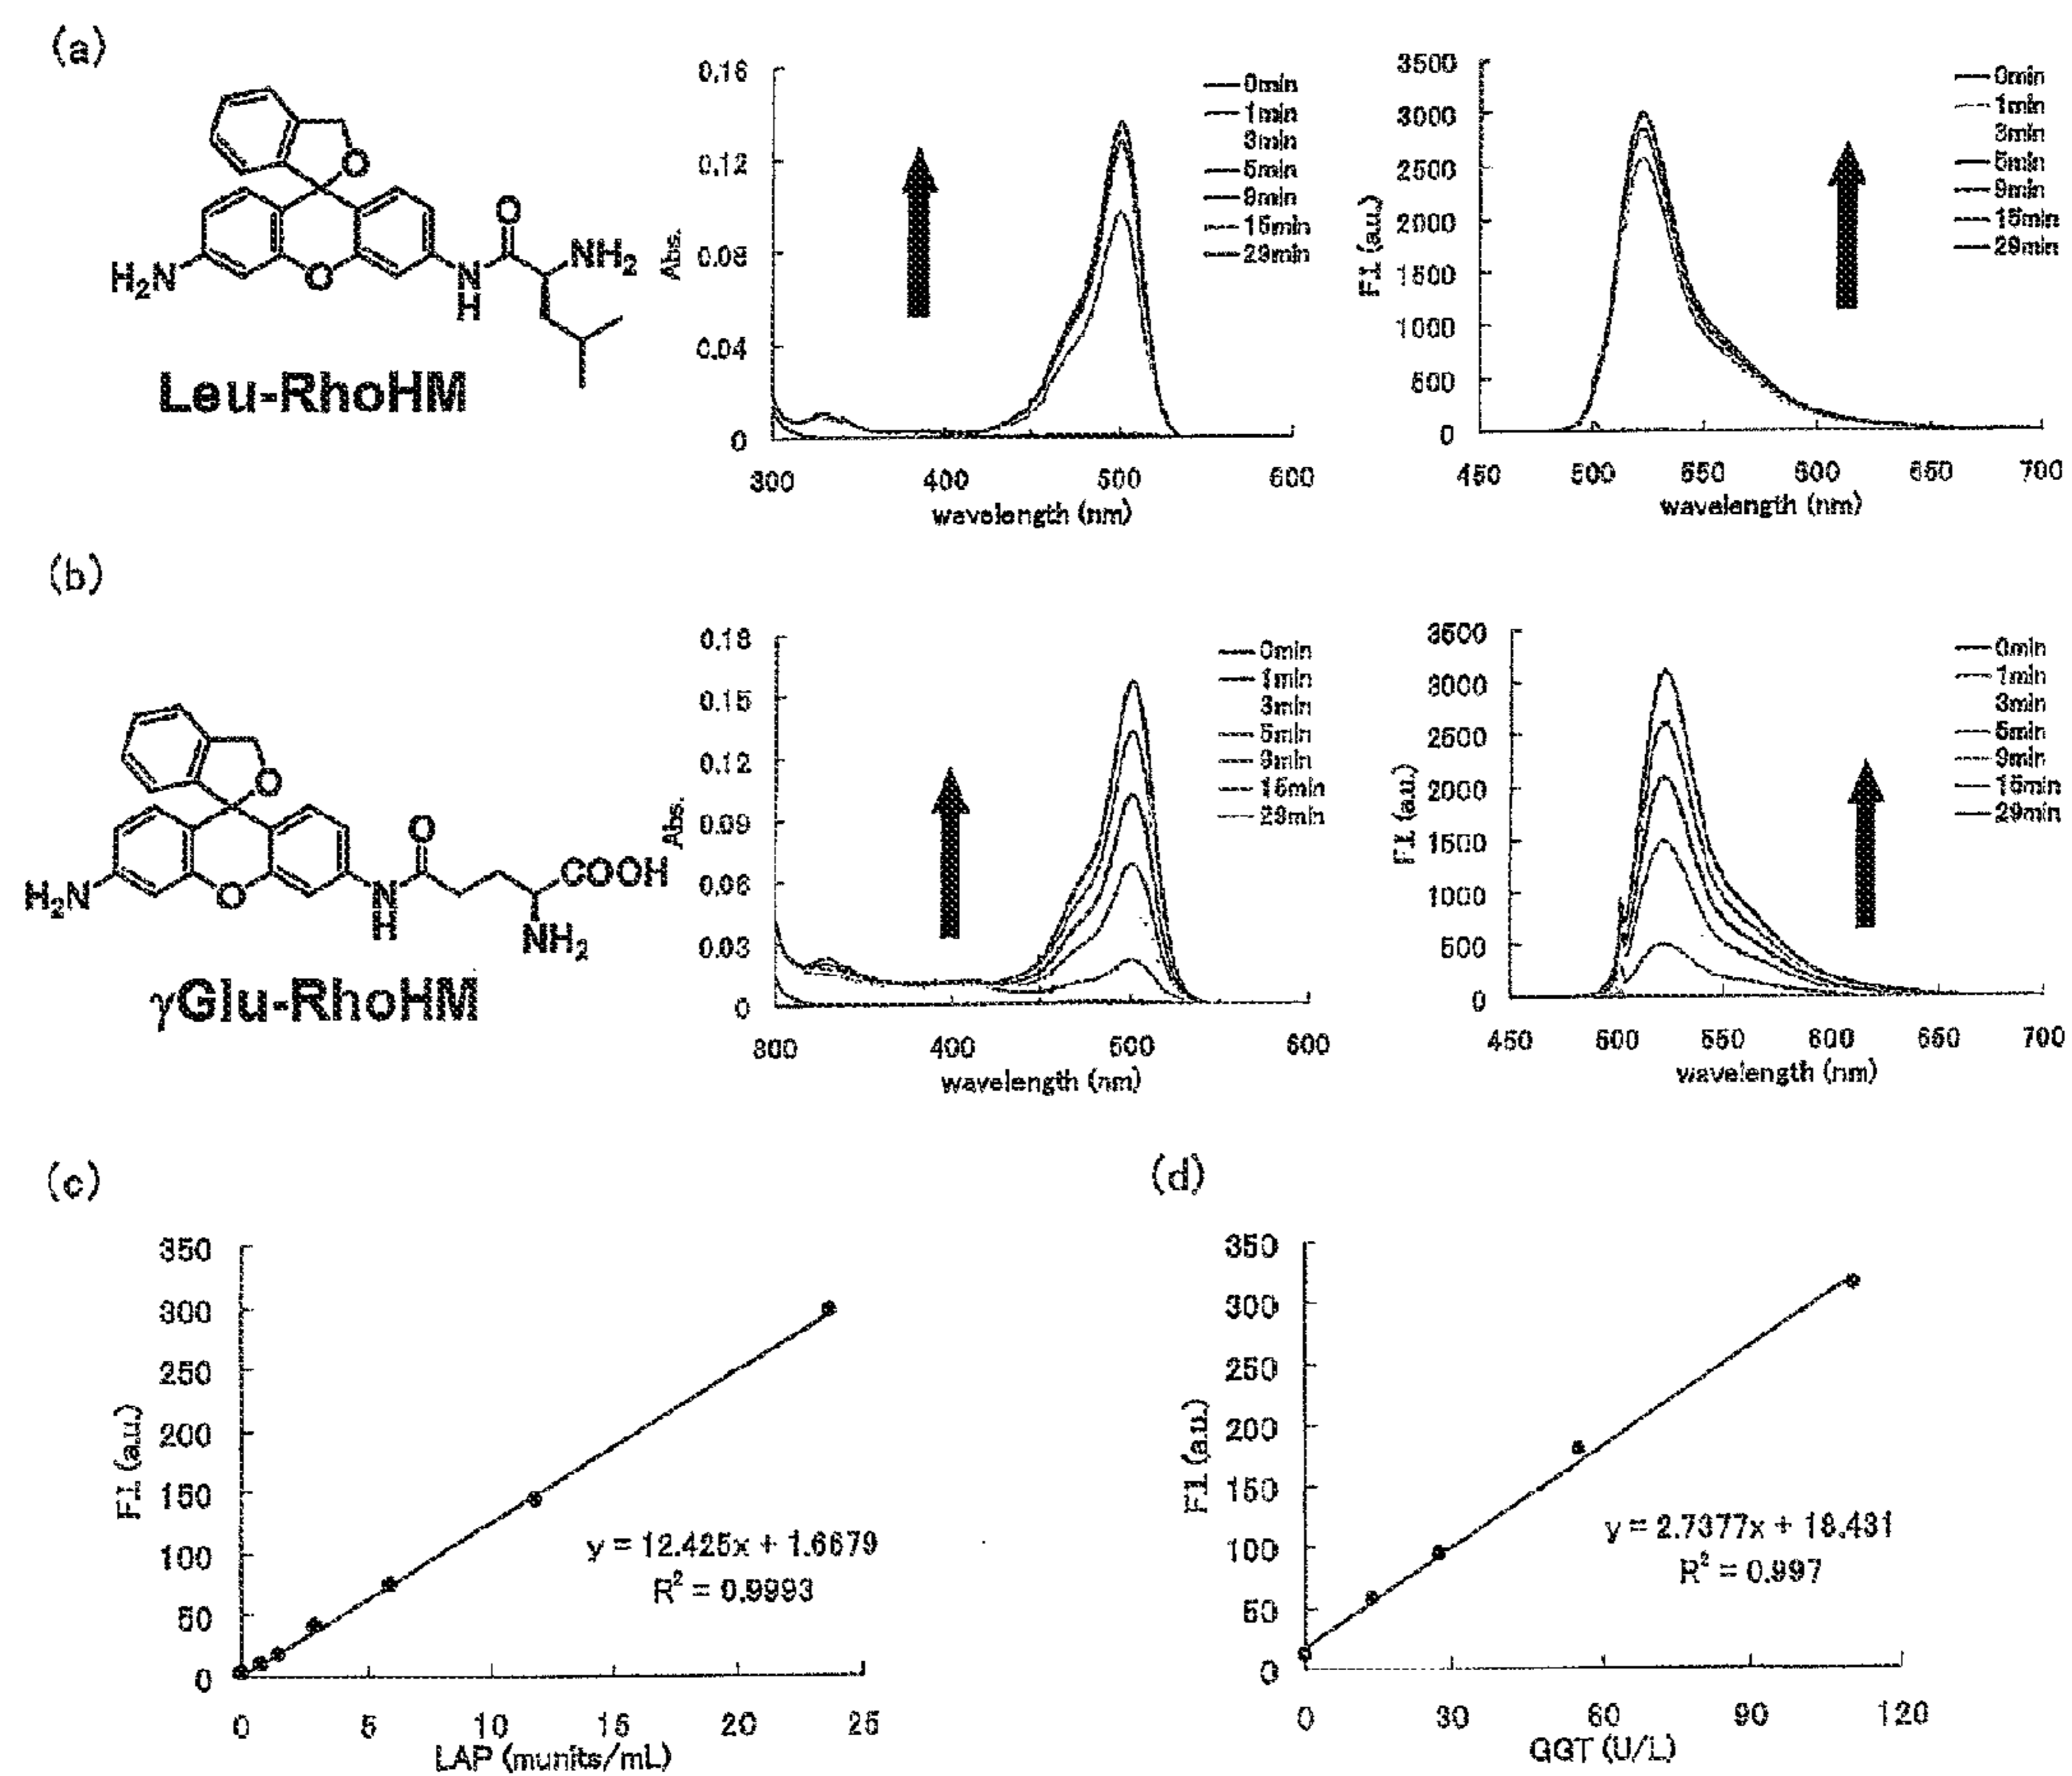 (a)
H₂N
O
O
N
H
O
NH₂
Leu-RhoHM
Abs.
0.16
0.12
0.08
0.04
0
300 400 500 600
wavelength (nm)
0min
1min
3min
5min
9min
15min
29min
F.I. (a.u.)
3500
3000
2500
2000
1500
1000
500
0
450 500 550 600 650 700
wavelength (nm)
0min
1min
3min
5min
9min
15min
29min
(b)
H₂N
O
O
N
H
O
COOH
NH₂
γGlu-RhoHM
Abs.
0.18
0.15
0.12
0.09
0.06
0.03
0
300 400 500 600
wavelength (nm)
0min
1min
3min
5min
9min
15min
29min
F.I. (a.u.)
3500
3000
2500
2000
1500
1000
500
0
450 500 550 600 650 700
wavelength (nm)
0min
1min
3min
5min
9min
15min
29min
(c)
F.I. (a.u.)
350
300
250
200
150
100
50
0
0 5 10 15 20 25
LAP (munits/mL)
y = 12.425x + 1.6679
R² = 0.9993
(d)
F.I. (a.u.)
350
300
250
200
150
100
50
0
0 30 60 90 120
GGT (U/L)
y = 2.7377x + 18.431
R² = 0.997